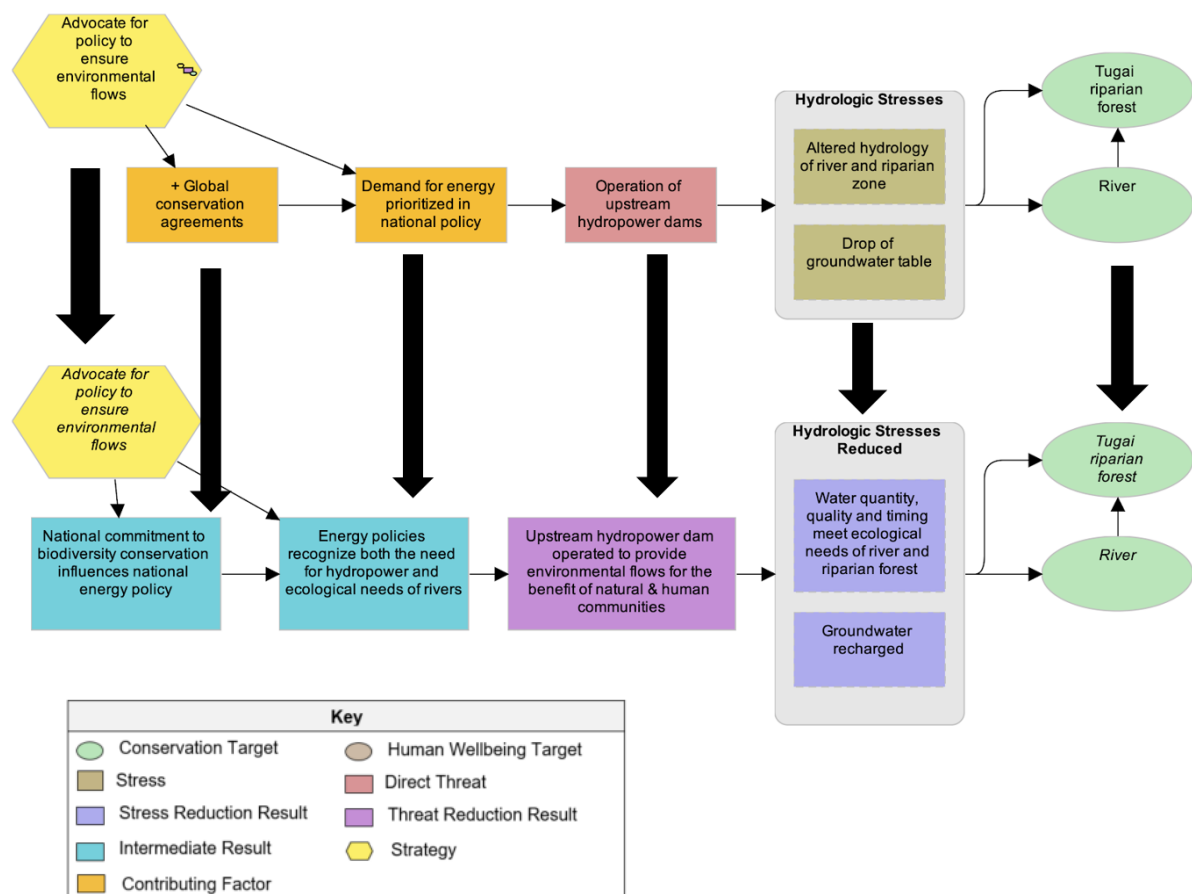 Advocate for
policy to
ensure
environmental
flows
+ Global
conservation
agreements
Demand for energy
prioritized in
national policy
Operation of
upstream
hydropower dams
Hydrologic Stresses
Altered hydrology
of river and riparian
zone
Drop of
groundwater table
Tugai
riparian
forest
River
Advocate for
policy to
ensure
environmental
flows
National commitment to
biodiversity conservation
influences national
energy policy
Energy policies
recognize both the need
for hydropower and
ecological needs of rivers
Upstream hydropower dam
operated to provide
environmental flows for the
benefit of natural & human
communities
Hydrologic Stresses
Reduced
Water quantity,
quality and timing
meet ecological
needs of river and
riparian forest
Groundwater
recharged
Tugai
riparian
forest
River
Key
Conservation Target
Human Wellbeing Target
Stress
Direct Threat
Stress Reduction Result
Threat Reduction Result
Intermediate Result
Strategy
Contributing Factor